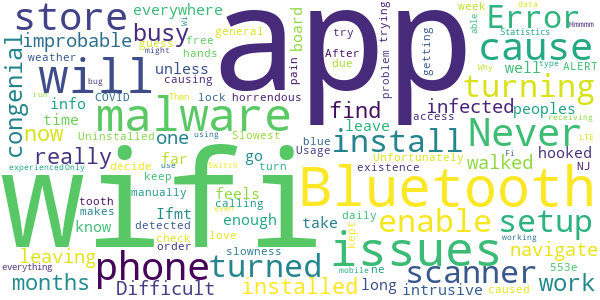 store
everywhere
app
Error
week
Wi
data
busy
try
able
Statistics
Hmmmm
improbable
guess
free
board
trying
cause
might
general
hands
After
due
congenial
will
unless
pain
problem
getting
well
type
ALERT
weather
causing
Why
bug
turning
info
COVID
Then
lock
horrendous
find
infected
time
Uninstalled
Slowest
malware
install
Never
peoples
run
access
receiving
now
one
blue
leave
walked
hooked
LTE
really
far
go
Usage
Unfortunately
existence
NJ
experiencedOnly
decide
use
using
Switch
wifi
keep
turn
Bluetooth
tooth
manually
feels
love
Fi
makes
Ifmt
calling
issues
enable
setup
know
detected
enough
take
daily
kept
working
leaving
check
slowness
navigate
everything
order
phone
turned
scanner
553e
months
Difficult
installed
long
mobile
ne
intrusive
caused
work